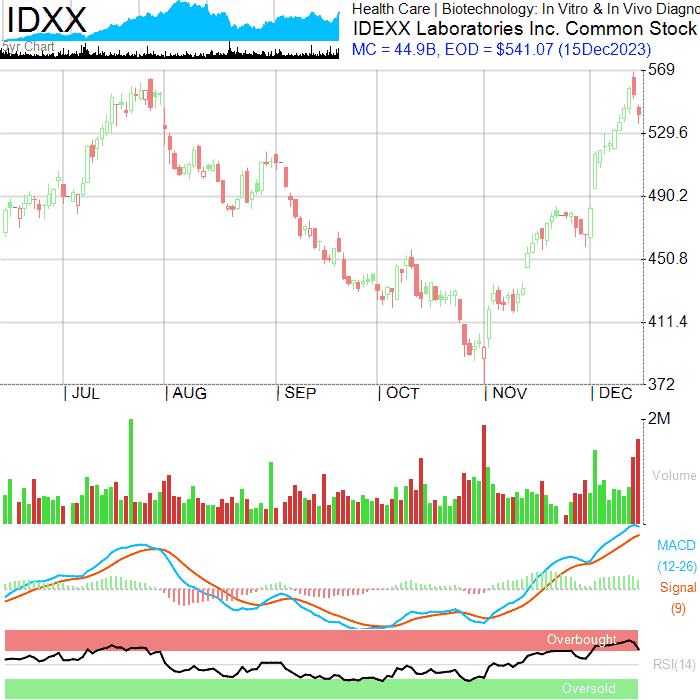 IDXX
5yr Chart
Health Care | Biotechnology: In Vitro & In Vivo Diagno
IDEXX Laboratories Inc. Common Stock
MC = 44.9B, EOD = $541.07 (15Dec2023)
569
529.6
490.2
450.8
411.4
372
| JUL | AUG | SEP | OCT | NOV | DEC
2M
Volume
MACD
(12-26)
Signal
(9)
Overbought
RSI(14)
Oversold